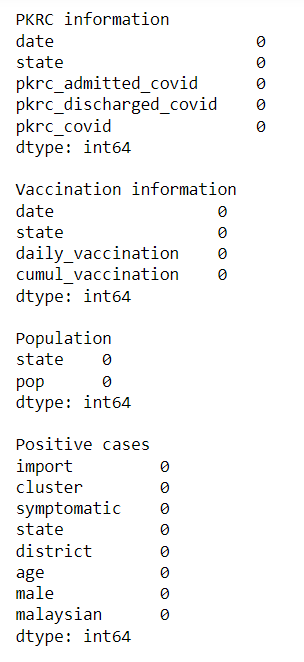 PKRC information
date 0
state 0
pkrc_admitted_covid 0
pkrc_discharged_covid 0
pkrc_covid 0
dtype: int64
Vaccination information
date 0
state 0
daily_vaccination 0
cumul_vaccination 0
dtype: int64
Population
state 0
pop 0
dtype: int64
Positive cases
import 0
cluster 0
symptomatic 0
state 0
district 0
age 0
male 0
malaysian 0
dtype: int64